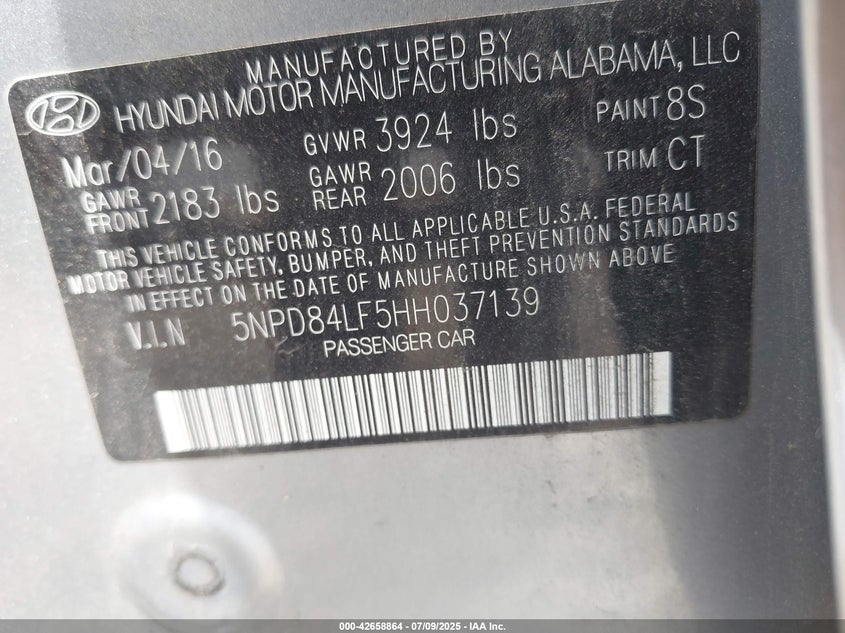 MANUFACTURED BY
HYUNDAI MOTOR MANUFACTURING ALABAMA, LLC
Mar/04/16 GVWR 3924 lbs PAINT 8S
GAWR FRONT 2183 lbs GAWR REAR 2006 lbs TRIM CT
THIS VEHICLE CONFORMS TO ALL APPLICABLE U.S.A. FEDERAL
MOTOR VEHICLE SAFETY, BUMPER, AND THEFT PREVENTION STANDARDS
IN EFFECT ON THE DATE OF MANUFACTURE SHOWN ABOVE
V.I.N 5NPD84LF5HH037139
PASSENGER CAR
000-42658864 / 07/09/2025 - IAA Inc.